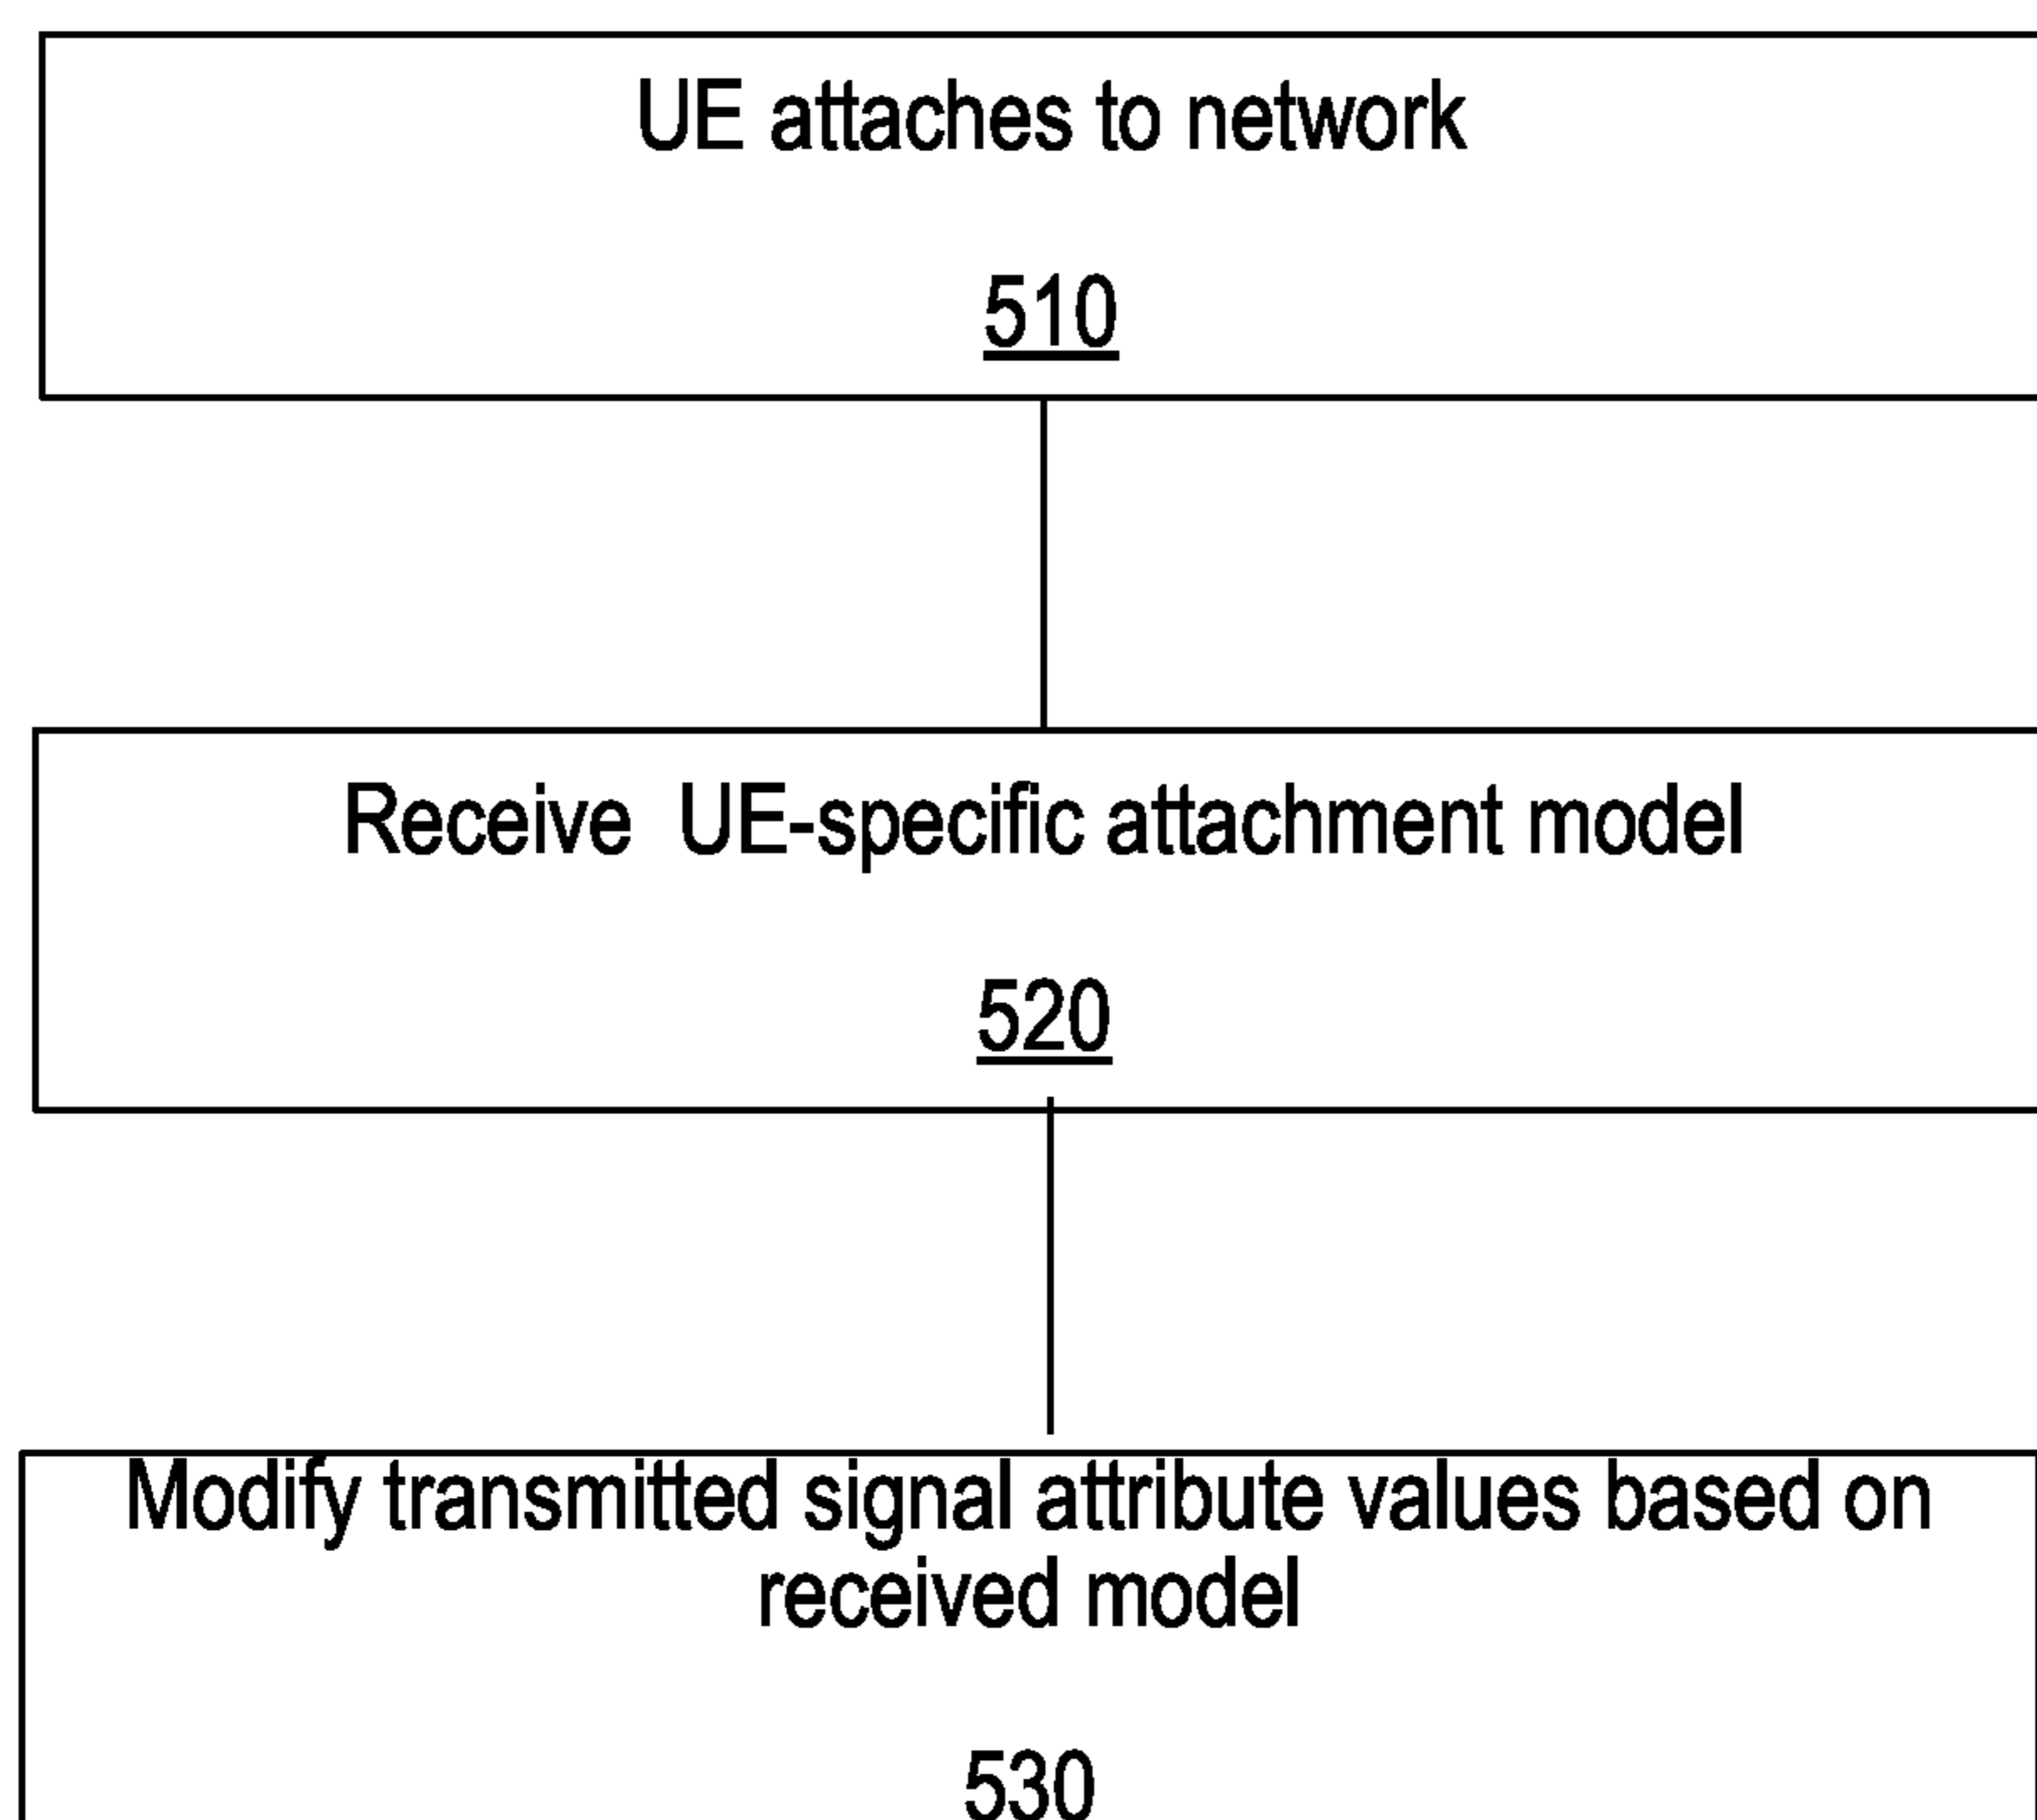 UE attaches to network
510
Receive UE-specific attachment model
520
Modify transmitted signal attribute values based on
received model
530